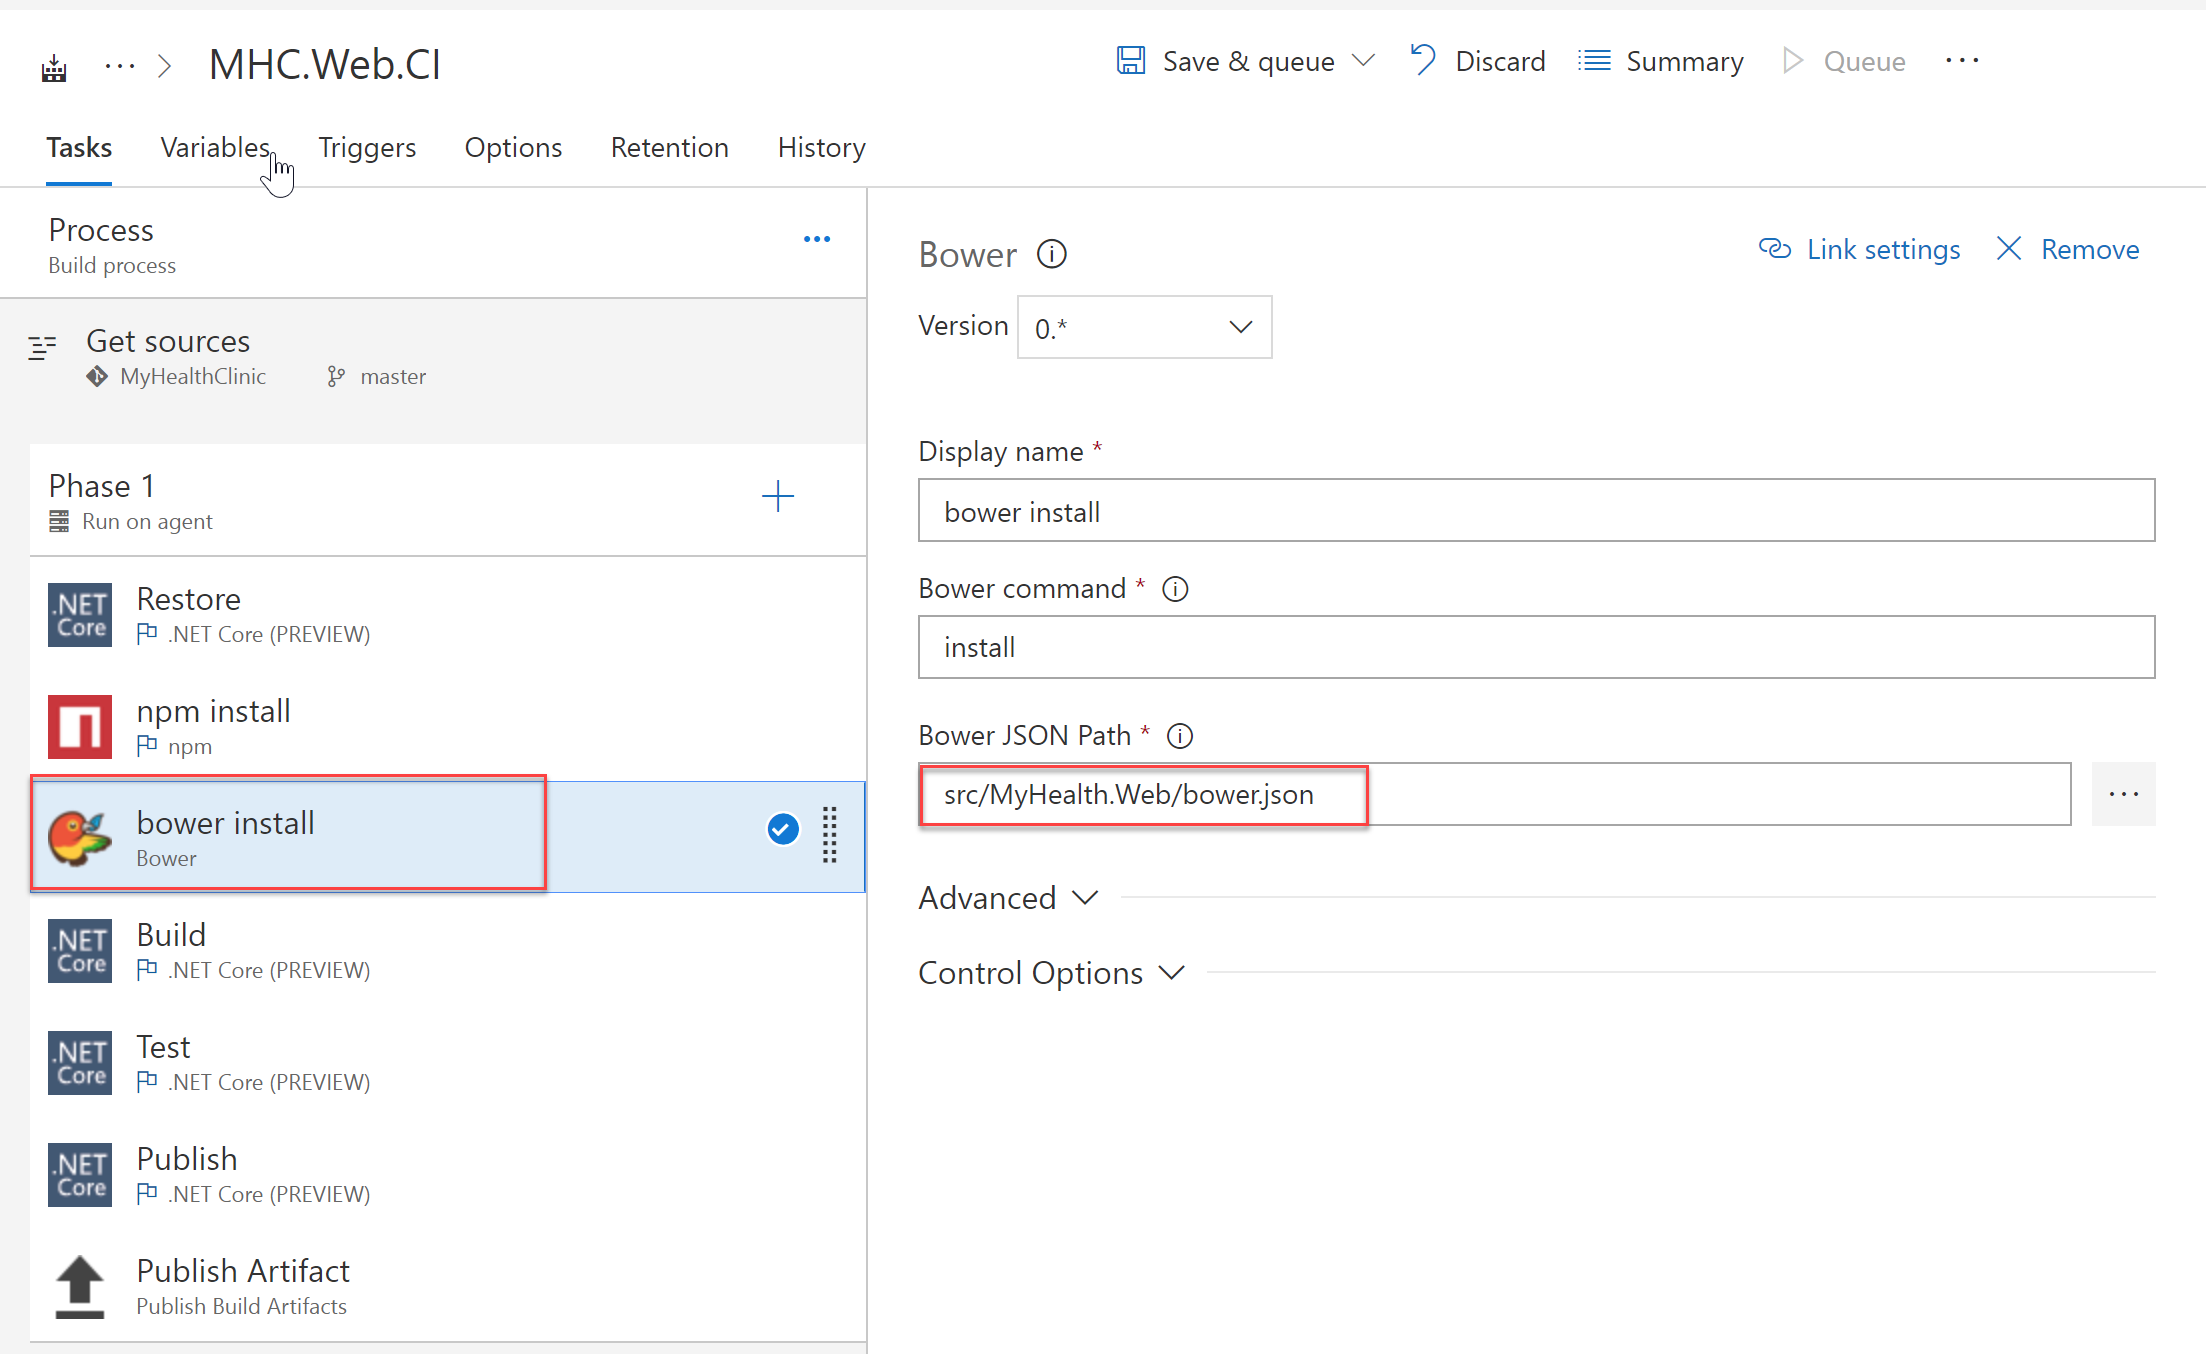 MHC.Web.CI
Save & queue
Discard
Summary
Queue
Tasks
Variables
Triggers
Options
Retention
History
Process
Build process
Get sources
MyHealthClinic
master
Phase 1
Run on agent
.NET Core
Restore
.NET Core (PREVIEW)
npm install
npm
bower install
Bower
.NET Core
Build
.NET Core (PREVIEW)
.NET Core
Test
.NET Core (PREVIEW)
.NET Core
Publish
.NET Core (PREVIEW)
Publish Artifact
Publish Build Artifacts
Bower
Link settings
Remove
Version
0.*
Display name *
bower install
Bower command *
install
Bower JSON Path *
src/MyHealth.Web/bower.json
Advanced
Control Options